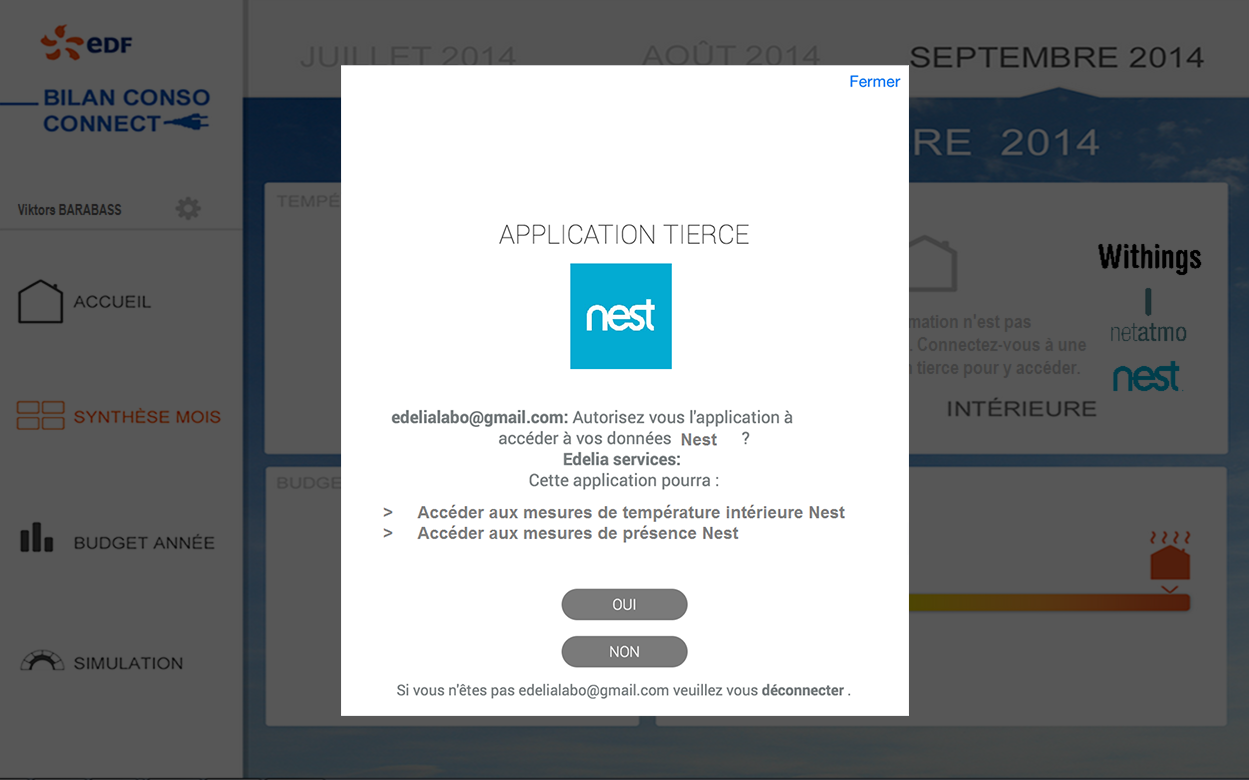 edf
BILAN CONSO
CONNECT
Viktors BARABASS
ACCUEIL
SYNTHÈSE MOIS
BUDGET ANNÉE
SIMULATION
JUILLET 2014
AOÛT 2014
SEPTEMBRE 2014
RE 2014
TEMPÉ
Withings
netatmo
nest
mation n'est pas
. Connectez-vous à une
tierce pour y accéder.
INTÉRIEURE
BUDGE
Fermer
APPLICATION TIERCE
nest
edelialabo@gmail.com: Autorisez vous l'application à
accéder à vos données Nest ?
Edelia services:
Cette application pourra :
> Accéder aux mesures de température intérieure Nest
> Accéder aux mesures de présence Nest
OUI
NON
Si vous n'êtes pas edelialabo@gmail.com veuillez vous déconnecter .